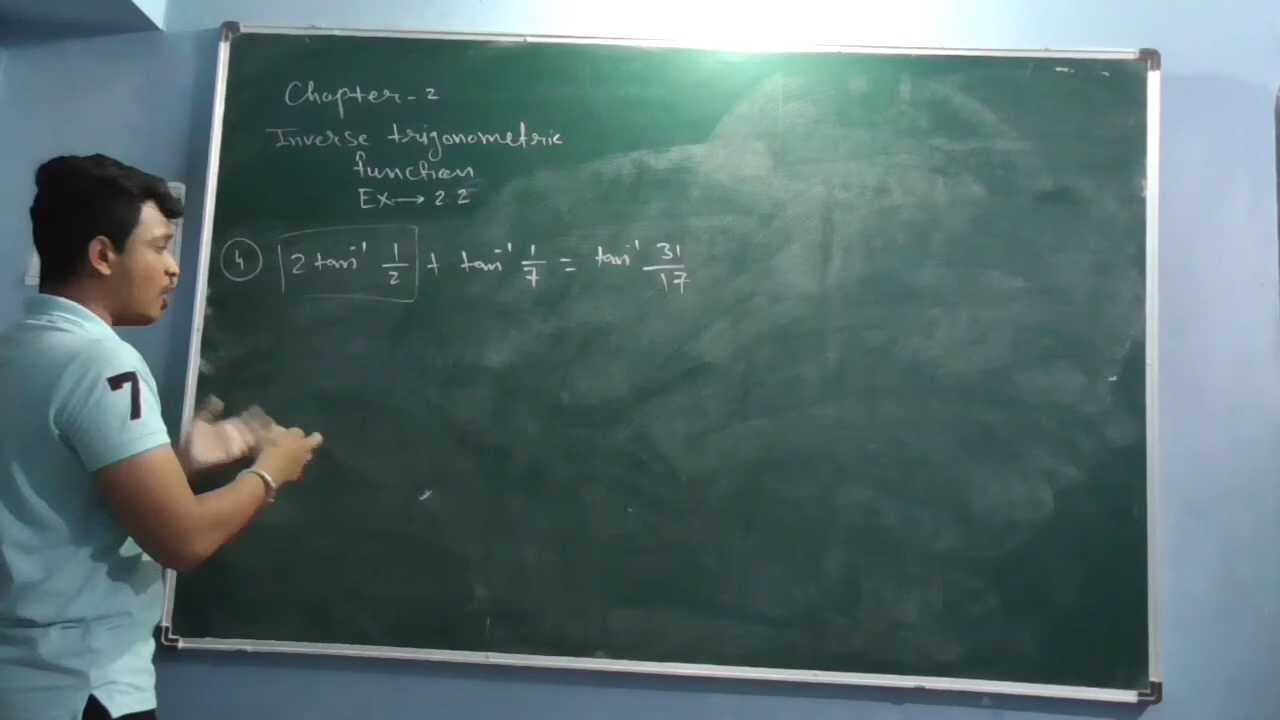 Chapter-2
Inverse trigonometric
function
Ex → 2.2
④ 2 tan⁻¹ 1/2 + tan⁻¹ 1/7 = tan⁻¹ 31/17
7